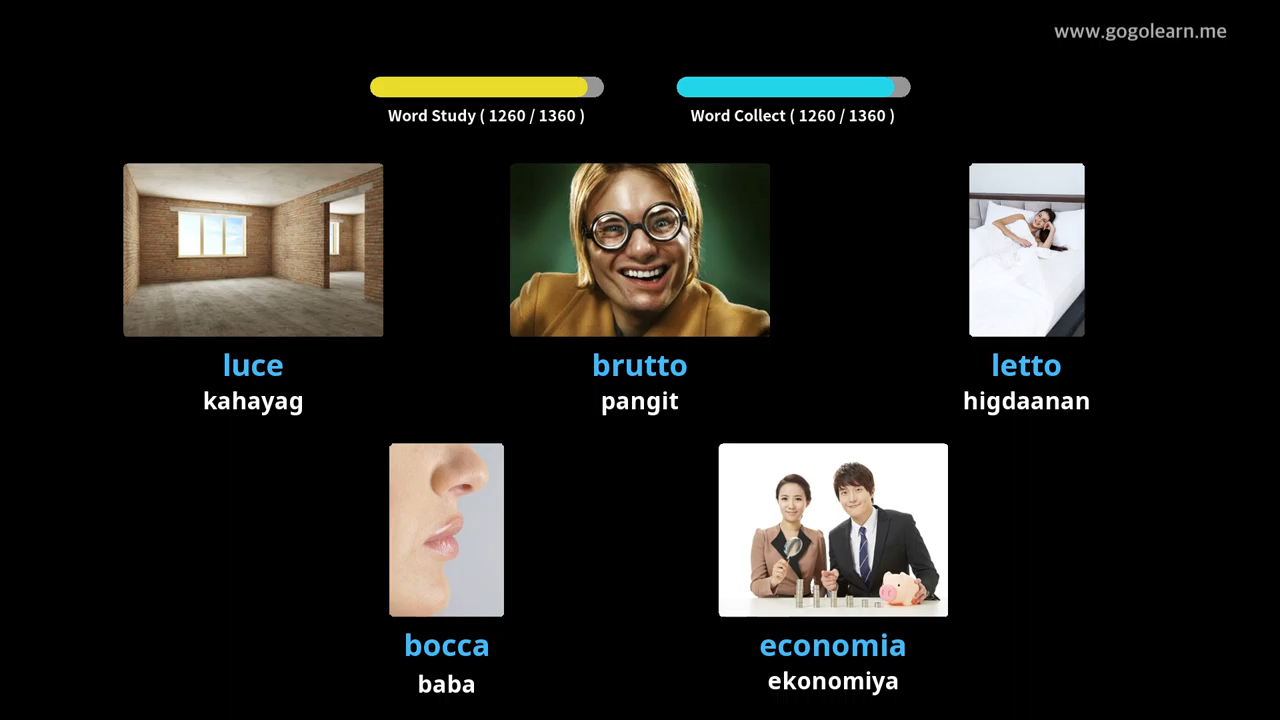 www.gogolearn.me
Word Study ( 1260 / 1360 )
Word Collect ( 1260 / 1360 )
luce
kahayag
brutto
pangit
letto
higdaanan
bocca
baba
economia
ekonomiya